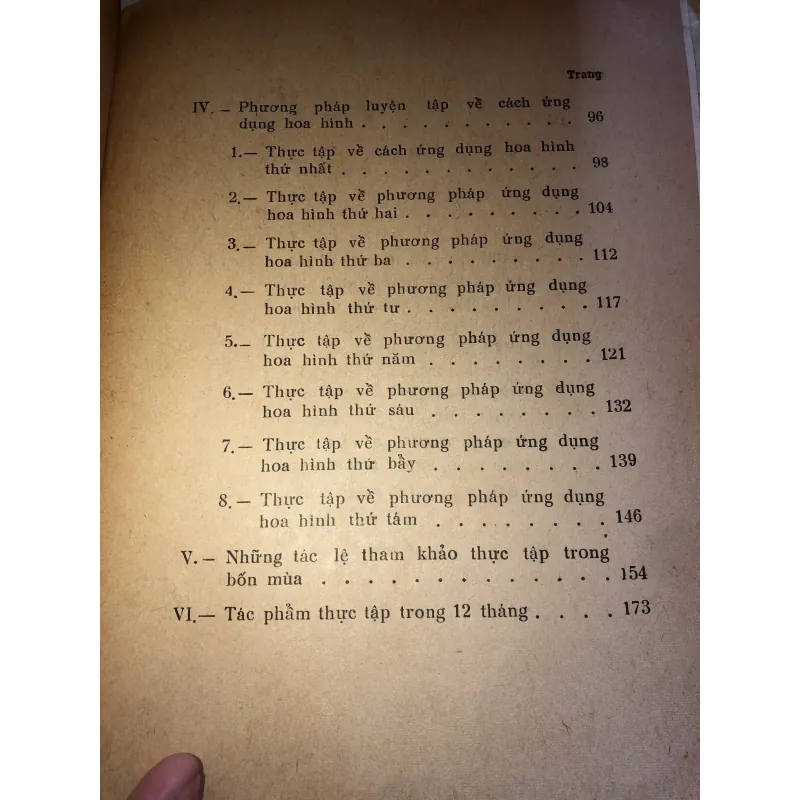 Trang
IV. — Phương pháp luyện tập về cách ứng
dụng hoa hình . . . . . . . . . . 96
1.— Thực tập về cách ứng dụng hoa hình
thứ nhất . . . . . . . . . . . . 98
2.— Thực tập về phương pháp ứng dụng
hoa hình thứ hai . . . . . . . . . 104
3.— Thực tập về phương pháp ứng dụng
hoa hình thứ ba . . . . . . . . . 112
4.— Thực tập về phương pháp ứng dụng
hoa hình thứ tư . . . . . . . . . 117
5.— Thực tập về phương pháp ứng dụng
hoa hình thứ năm . . . . . . . . 121
6.— Thực tập về phương pháp ứng dụng
hoa hình thứ sáu . . . . . . . . 132
7.— Thực tập về phương pháp ứng dụng
hoa hình thứ bẩy . . . . . . . . 139
8.— Thực tập về phương pháp ứng dụng
hoa hình thứ tám . . . . . . . . 146
V.— Những tác lệ tham khảo thực tập trong
bốn mùa . . . . . . . . . . . . . 154
VI.— Tác phẩm thực tập trong 12 tháng . . . . 173